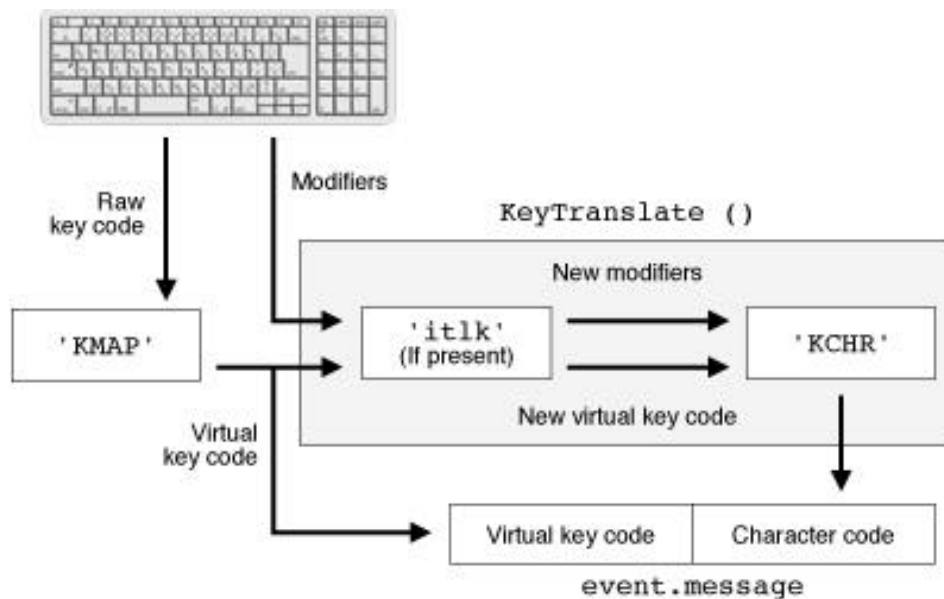 Modifiers
Raw
key code
KeyTranslate ()
New modifiers
'KMAP'
'itlk'
(If present)
'KCHR'
New virtual key code
Virtual
key code
Virtual key code
Character code
event.message